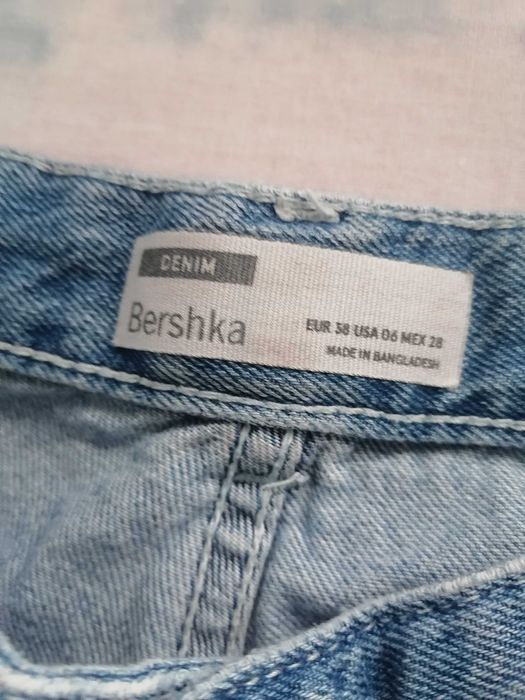 DENIM
Bershka
EUR 38 USA 06 MEX 28
MADE IN BANGLADESH